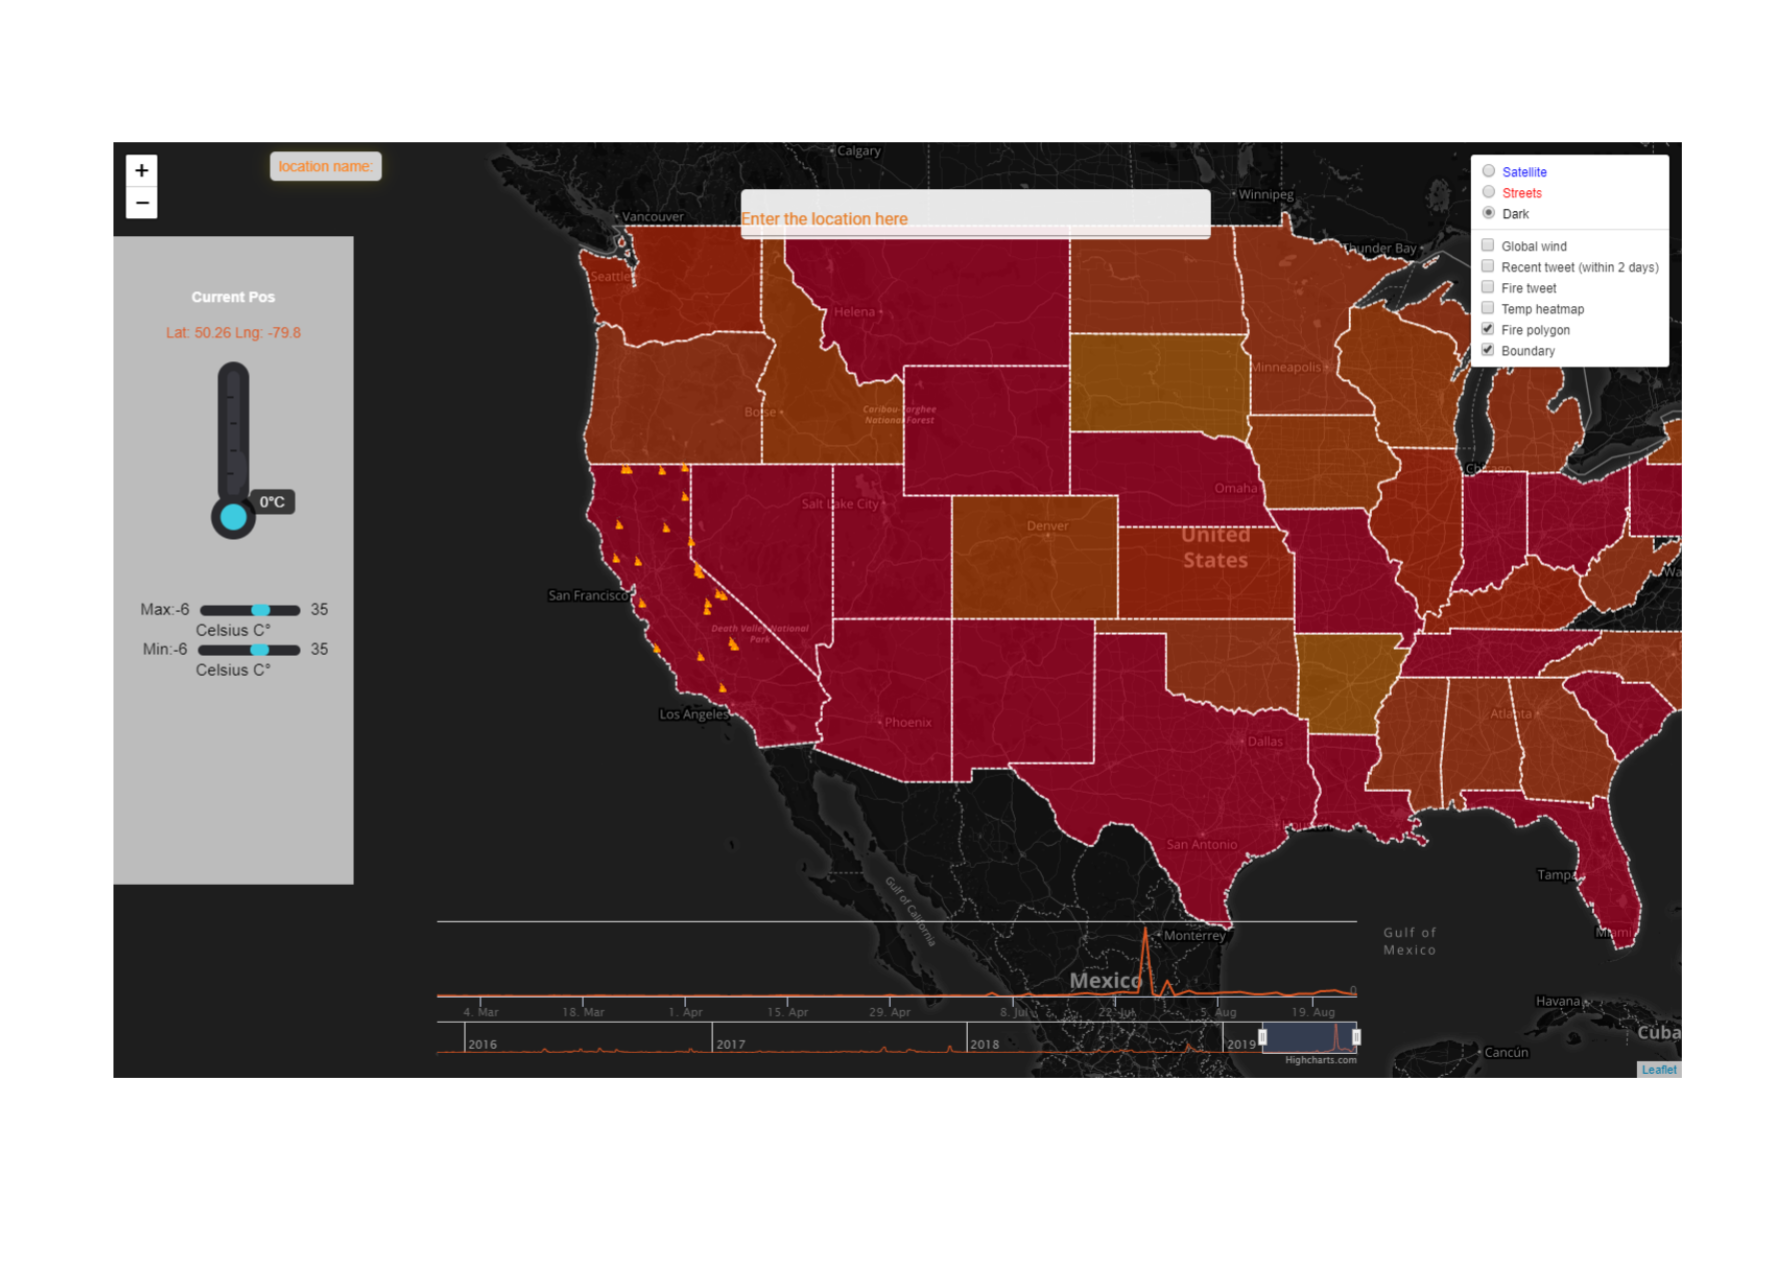 +
−
location name:
Enter the location here
Current Pos
Lat: 50.26 Lng: -79.8
0°C
Max:-6 35
Celsius C°
Min:-6 35
Celsius C°
Satellite
Streets
Dark
Global wind
Recent tweet (within 2 days)
Fire tweet
Temp heatmap
Fire polygon
Boundary
Calgary
Winnipeg
Vancouver
Thunder Bay
Seattle
Helena
Minneapolis
Boise
Caribou-Targhee
National Forest
Chicago
Omaha
Salt Lake City
Denver
United
States
San Francisco
Death Valley National
Park
Los Angeles
Phoenix
Atlanta
Dallas
Houston
San Antonio
Tampa
Gulf of California
Monterrey
Gulf of
Mexico
Miami
Mexico
Havana
Cuba
Cancún
0
4. Mar 18. Mar 1. Apr 15. Apr 29. Apr 8. Jul 22. Jul 5. Aug 19. Aug
2016 2017 2018 2019
Highcharts.com
Leaflet